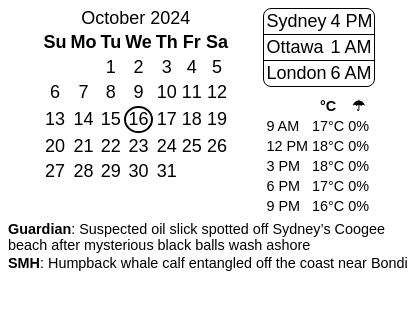 October 2024
Su Mo Tu We Th Fr Sa
1 2 3 4 5
6 7 8 9 10 11 12
13 14 15 16 17 18 19
20 21 22 23 24 25 26
27 28 29 30 31
Sydney 4 PM
Ottawa 1 AM
London 6 AM
°C ☂
9 AM 17°C 0%
12 PM 18°C 0%
3 PM 18°C 0%
6 PM 17°C 0%
9 PM 16°C 0%
Guardian: Suspected oil slick spotted off Sydney’s Coogee
beach after mysterious black balls wash ashore
SMH: Humpback whale calf entangled off the coast near Bondi